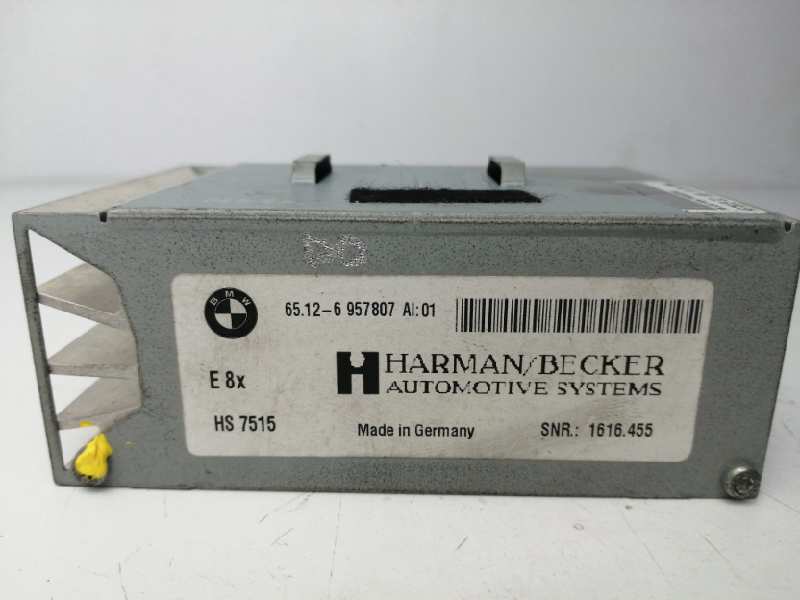 BMW
65.12-6 957807 AI:01
E 8x
HARMAN/BECKER
AUTOMOTIVE SYSTEMS
HS 7515
Made in Germany
SNR.: 1616.455